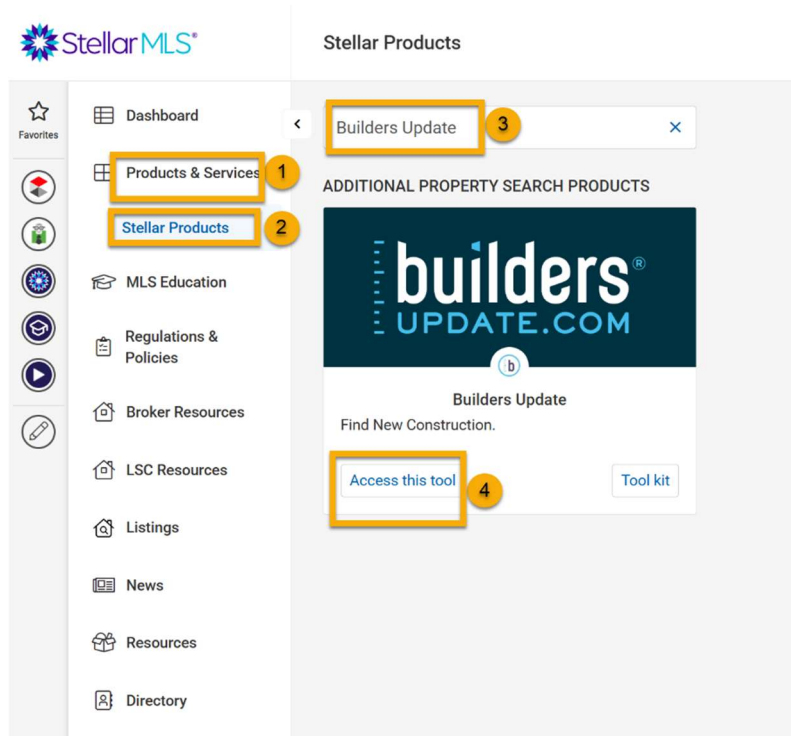 StellarMLS®
Stellar Products
Favorites
Dashboard
Products & Services
1
Stellar Products
2
MLS Education
Regulations &
Policies
Broker Resources
LSC Resources
Listings
News
Resources
Directory
Builders Update
3
ADDITIONAL PROPERTY SEARCH PRODUCTS
builders®
UPDATE.COM
b
Builders Update
Find New Construction.
Access this tool
4
Tool kit